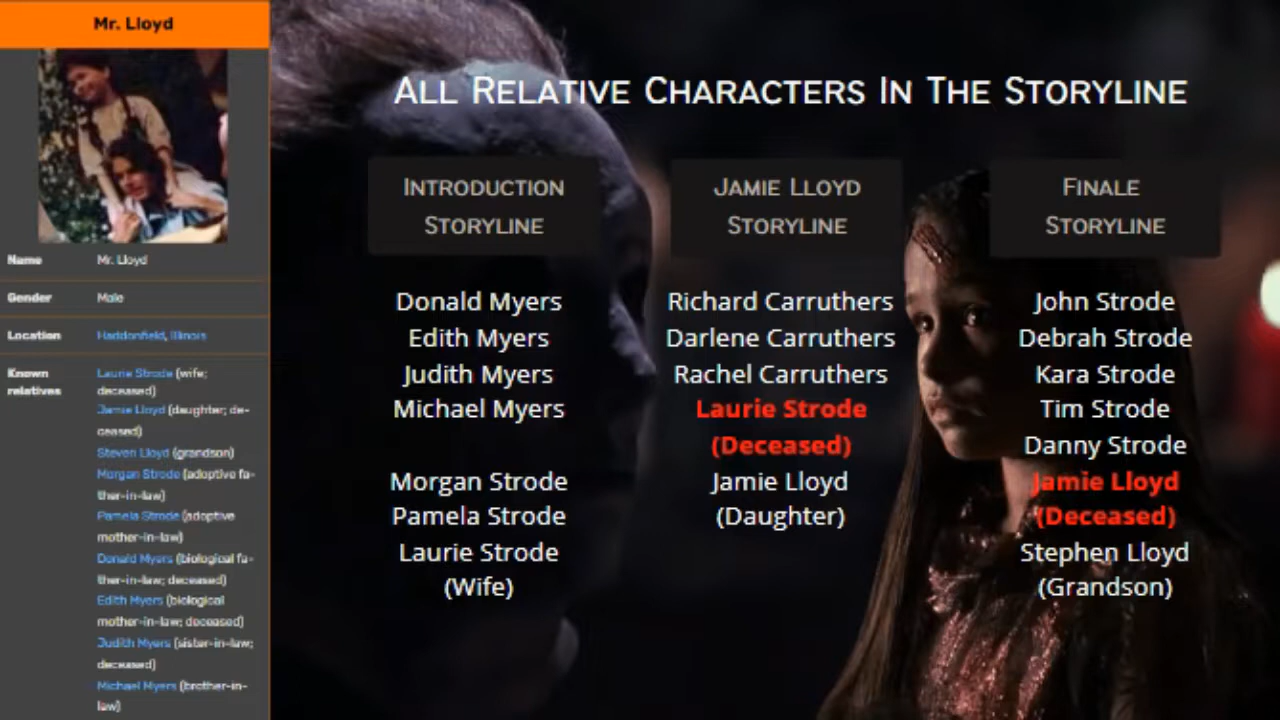 Mr. Lloyd
Name Mr. Lloyd
Gender Male
Location Haddonfield, Illinois
Known relatives
Laurie Strode (wife;
deceased)
Jamie Lloyd (daughter; de-
ceased)
Steven Lloyd (grandson)
Morgan Strode (adoptive fa-
ther-in-law)
Pamela Strode (adoptive
mother-in-law)
Donald Myers (biological fa-
ther-in-law; deceased)
Edith Myers (biological
mother-in-law; deceased)
Judith Myers (sister-in-law;
deceased)
Michael Myers (brother-in-
law)
ALL RELATIVE CHARACTERS IN THE STORYLINE
INTRODUCTION
STORYLINE
Donald Myers
Edith Myers
Judith Myers
Michael Myers
Morgan Strode
Pamela Strode
Laurie Strode
(Wife)
JAMIE LLOYD
STORYLINE
Richard Carruthers
Darlene Carruthers
Rachel Carruthers
Laurie Strode
(Deceased)
Jamie Lloyd
(Daughter)
FINALE
STORYLINE
John Strode
Debrah Strode
Kara Strode
Tim Strode
Danny Strode
Jamie Lloyd
(Deceased)
Stephen Lloyd
(Grandson)